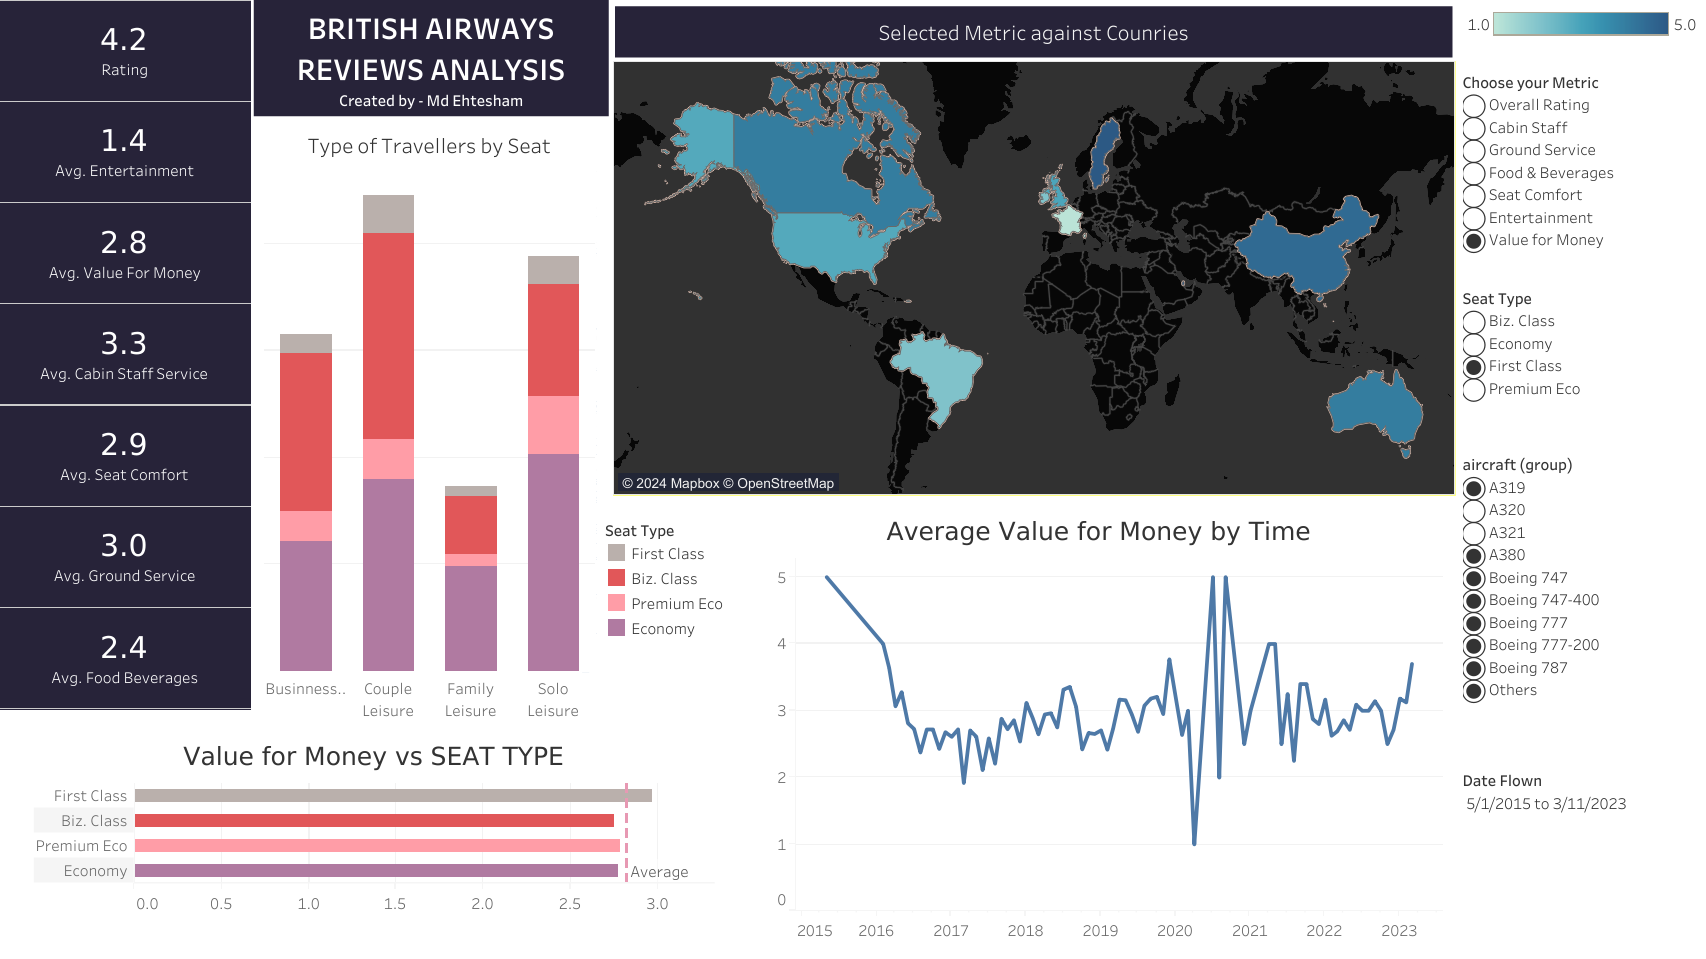 4.2
Rating
1.4
Avg. Entertainment
2.8
Avg. Value For Money
3.3
Avg. Cabin Staff Service
2.9
Avg. Seat Comfort
3.0
Avg. Ground Service
2.4
Avg. Food Beverages
BRITISH AIRWAYS
REVIEWS ANALYSIS
Created by - Md Ehtesham
Type of Travellers by Seat
Businness..
Couple
Leisure
Family
Leisure
Solo
Leisure
Seat Type
First Class
Biz. Class
Premium Eco
Economy
Selected Metric against Counries
© 2024 Mapbox © OpenStreetMap
1.0
5.0
Choose your Metric
Overall Rating
Cabin Staff
Ground Service
Food & Beverages
Seat Comfort
Entertainment
Value for Money
Seat Type
Biz. Class
Economy
First Class
Premium Eco
aircraft (group)
A319
A320
A321
A380
Boeing 747
Boeing 747-400
Boeing 777
Boeing 777-200
Boeing 787
Others
Date Flown
5/1/2015 to 3/11/2023
Value for Money vs SEAT TYPE
First Class
Biz. Class
Premium Eco
Economy
Average
0.0 0.5 1.0 1.5 2.0 2.5 3.0
Average Value for Money by Time
5
4
3
2
1
0
2015 2016 2017 2018 2019 2020 2021 2022 2023